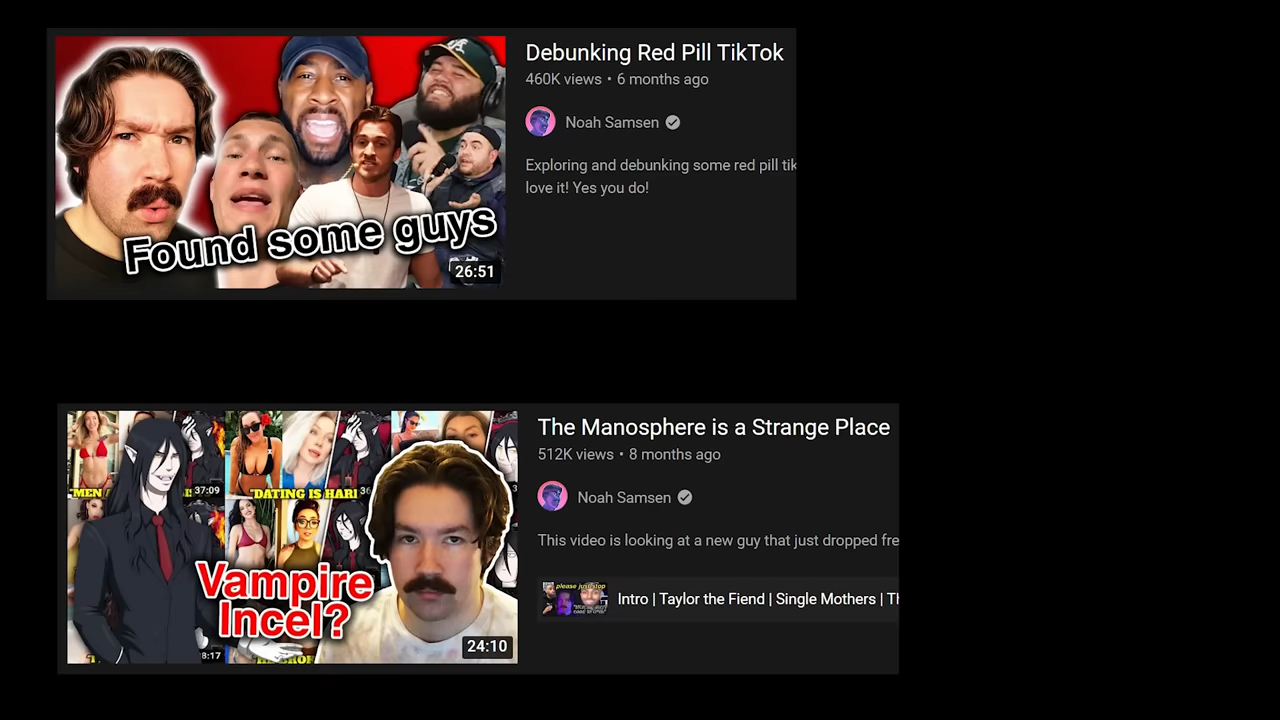 Found some guys
26:51
Debunking Red Pill TikTok
460K views • 6 months ago
Noah Samsen
Exploring and debunking some red pill tik
love it! Yes you do!
"MEN
37:09
"DATING IS HARI
Vampire
Incel?
8:17
24:10
The Manosphere is a Strange Place
512K views • 8 months ago
Noah Samsen
This video is looking at a new guy that just dropped fre
please just stop
Intro | Taylor the Fiend | Single Mothers | Th